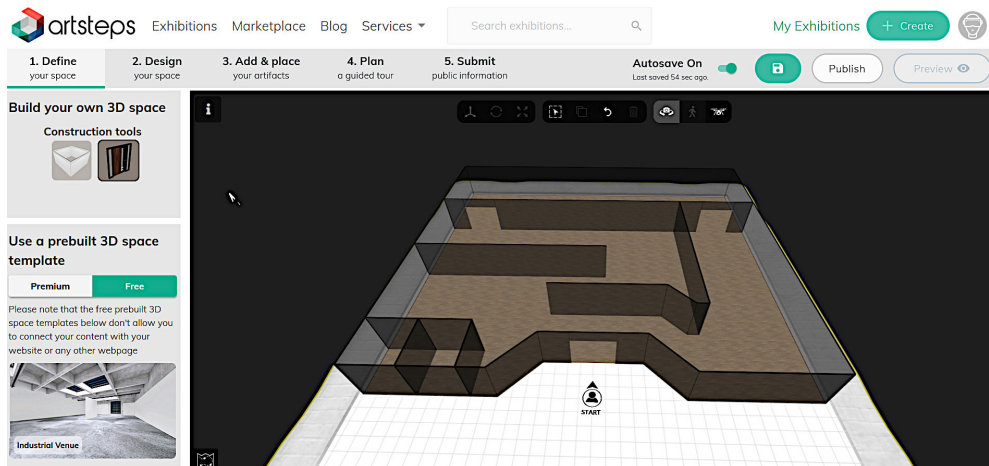 artsteps
Exhibitions
Marketplace
Blog
Services
Search exhibitions...
My Exhibitions
+ Create
1. Define
your space
2. Design
your space
3. Add & place
your artifacts
4. Plan
a guided tour
5. Submit
public information
Autosave On
Last saved 54 sec ago.
Publish
Preview
Build your own 3D space
Construction tools
Use a prebuilt 3D space
template
Premium
Free
Please note that the free prebuilt 3D
space templates below don't allow you
to connect your content with your
website or any other webpage
Industrial Venue
i
START